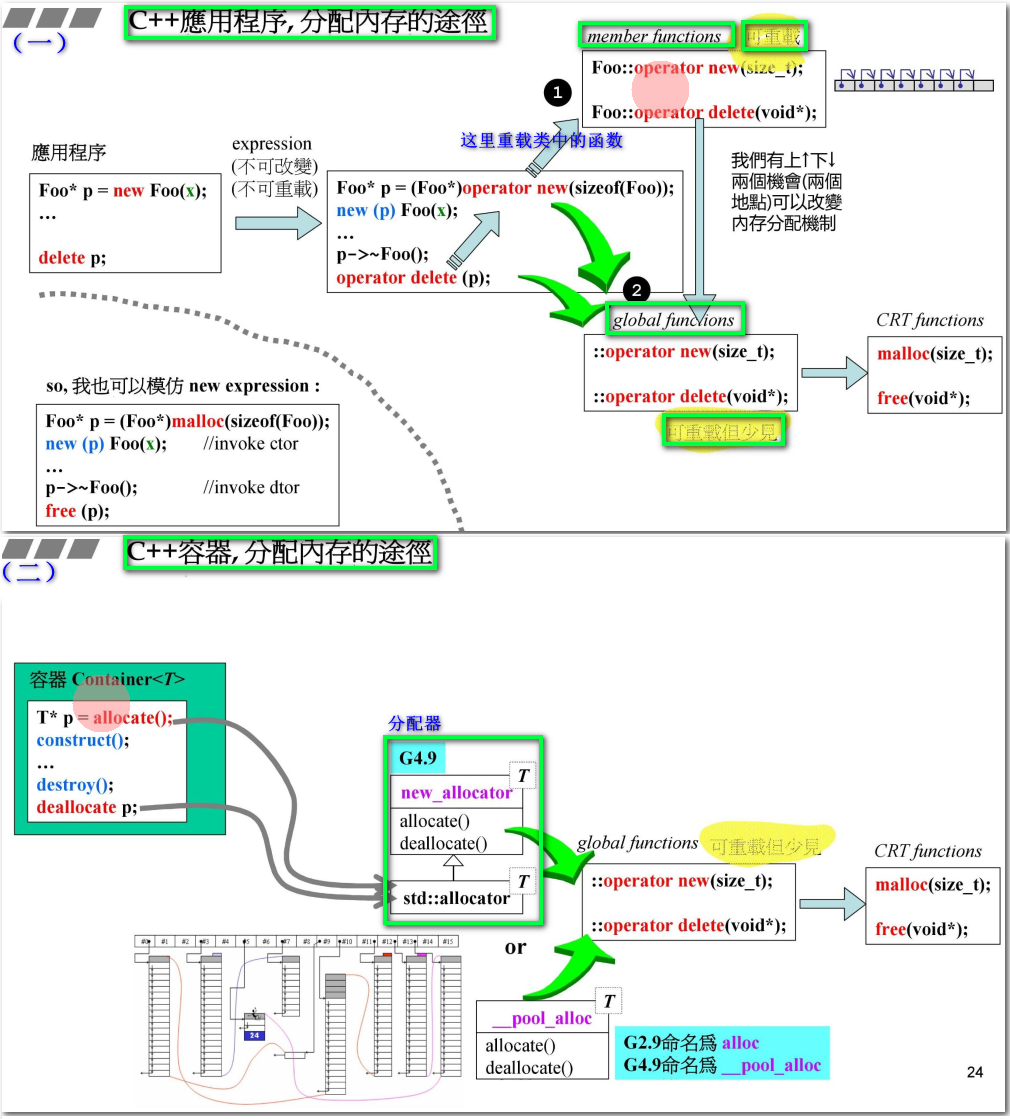 C++應用程序, 分配內存的途徑
(一)
member functions 可重載
Foo::operator new(size_t);
Foo::operator delete(void*);
1
这里重载类中的函数
應用程序
Foo* p = new Foo(x);
...
delete p;
expression
(不可改變)
(不可重載)
Foo* p = (Foo*)operator new(sizeof(Foo));
new (p) Foo(x);
...
p->~Foo();
operator delete (p);
我們有上↑下↓
兩個機會(兩個
地點)可以改變
內存分配機制
2
global functions
::operator new(size_t);
::operator delete(void*);
可重載但少見
CRT functions
malloc(size_t);
free(void*);
so, 我也可以模仿 new expression :
Foo* p = (Foo*)malloc(sizeof(Foo));
new (p) Foo(x); //invoke ctor
...
p->~Foo(); //invoke dtor
free (p);
C++容器, 分配內存的途徑
(二)
容器 Container<T>
T* p = allocate();
construct();
...
destroy();
deallocate p;
分配器
G4.9
T
new_allocator
allocate()
deallocate()
T
std::allocator
or
global functions 可重載但少見
::operator new(size_t);
::operator delete(void*);
CRT functions
malloc(size_t);
free(void*);
#0 #1 #2 #3 #4 #5 #6 #7 #8 #9 #10 #11 #12 #13 #14 #15
24
T
__pool_alloc
allocate()
deallocate()
G2.9命名爲 alloc
G4.9命名爲 __pool_alloc
24